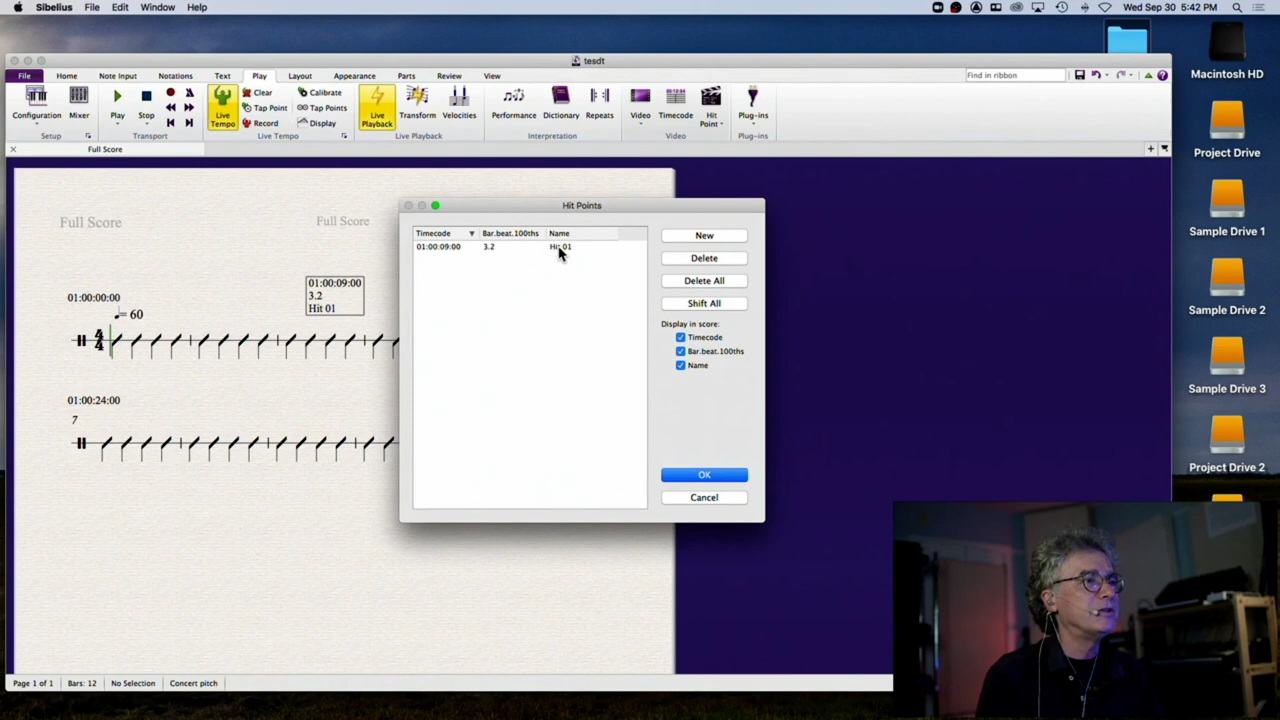 Sibelius File Edit Window Help Wed Sep 30 5:42 PM
tesdt
File Home Note Input Notations Text Play Layout Appearance Parts Review View Find in ribbon
Configuration Mixer Play Stop Live Tempo Clear Tap Point Record Calibrate Tap Points Display Live Playback Transform Velocities Performance Dictionary Repeats Video Timecode Hit Point Plug-ins
Setup Transport Live Tempo Live Playback Interpretation Video Plug-ins
Full Score
Full Score Full Score
01:00:09:00
3.2
Hit 01
01:00:00:00
= 60
4
4
01:00:24:00
7
Hit Points
Timecode Bar.beat.100ths Name
01:00:09:00 3.2 Hit 01
New
Delete
Delete All
Shift All
Display in score:
Timecode
Bar.beat.100ths
Name
OK
Cancel
Page 1 of 1 Bars: 12 No Selection Concert pitch
Macintosh HD
Project Drive
Sample Drive 1
Sample Drive 2
Sample Drive 3
Project Drive 2